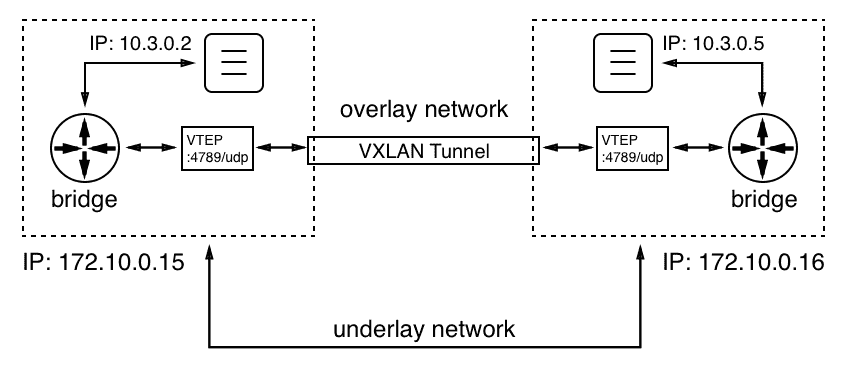 IP: 10.3.0.2
IP: 10.3.0.5
overlay network
VTEP
:4789/udp
VXLAN Tunnel
VTEP
:4789/udp
bridge
bridge
IP: 172.10.0.15
IP: 172.10.0.16
underlay network